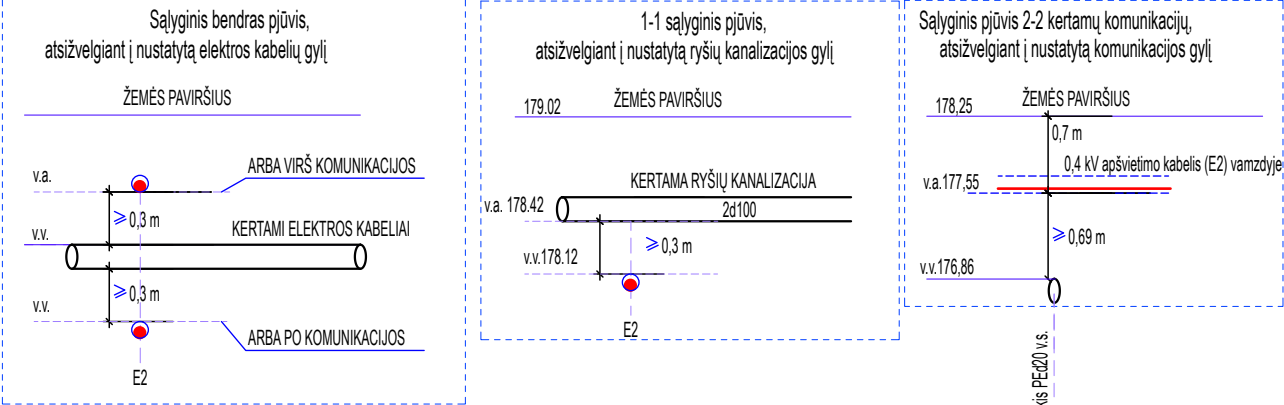 Sąlyginis bendras pjūvis,
atsižvelgiant į nustatytą elektros kabelių gylį
ŽEMĖS PAVIRŠIUS
v.a.
ARBA VIRŠ KOMUNIKACIJOS
≥ 0,3 m
v.v.
KERTAMI ELEKTROS KABELIAI
≥ 0,3 m
v.v.
ARBA PO KOMUNIKACIJOS
E2
1-1 sąlyginis pjūvis,
atsižvelgiant į nustatytą ryšių kanalizacijos gylį
179.02
ŽEMĖS PAVIRŠIUS
KERTAMA RYŠIŲ KANALIZACIJA
v.a. 178.42
2d100
≥ 0,3 m
v.v.178.12
E2
Sąlyginis pjūvis 2-2 kertamų komunikacijų,
atsižvelgiant į nustatytą komunikacijos gylį
178,25
ŽEMĖS PAVIRŠIUS
0,7 m
0,4 kV apšvietimo kabelis (E2) vamzdyje
v.a.177,55
≥ 0,69 m
v.v.176,86
PEd20 v.s.